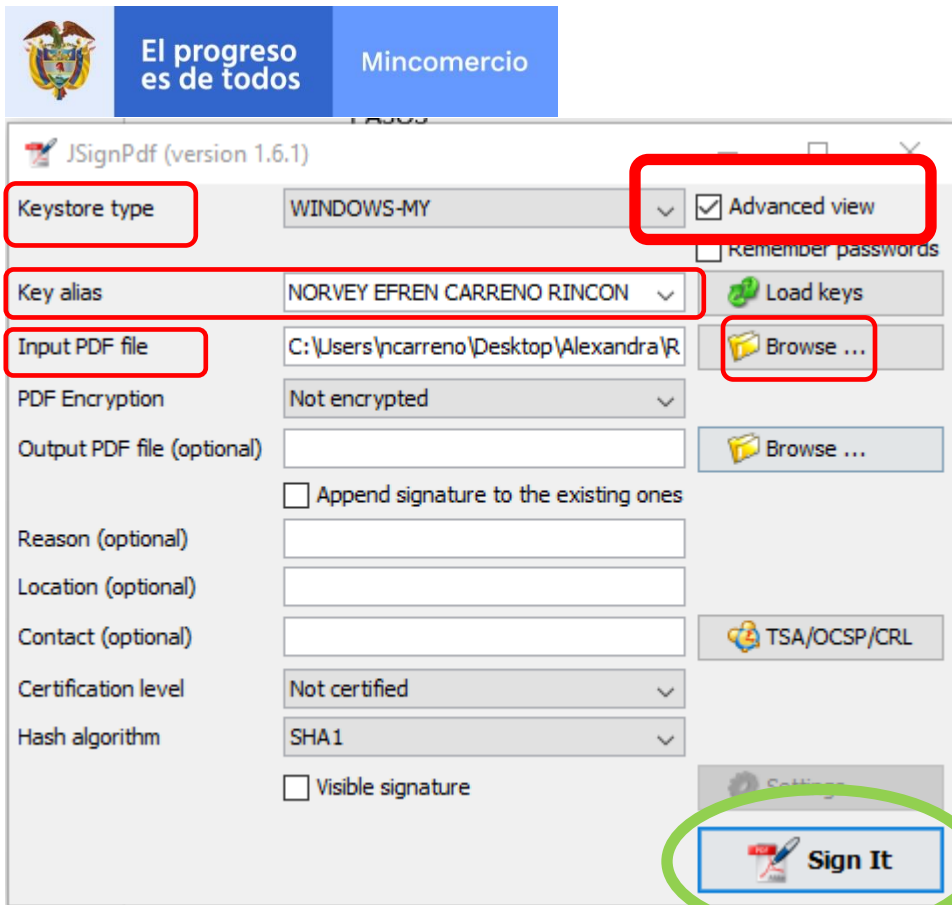 El progreso
es de todos
Mincomercio
JSignPdf (version 1.6.1)
Keystore type WINDOWS-MY Advanced view
Remember passwords
Key alias NORVEY EFREN CARRENO RINCON Load keys
Input PDF file C:\Users\ncarreno\Desktop\Alexandra\R Browse ...
PDF Encryption Not encrypted
Output PDF file (optional) Browse ...
Append signature to the existing ones
Reason (optional)
Location (optional)
Contact (optional) TSA/OCSP/CRL
Certification level Not certified
Hash algorithm SHA1
Visible signature Settings
Sign It